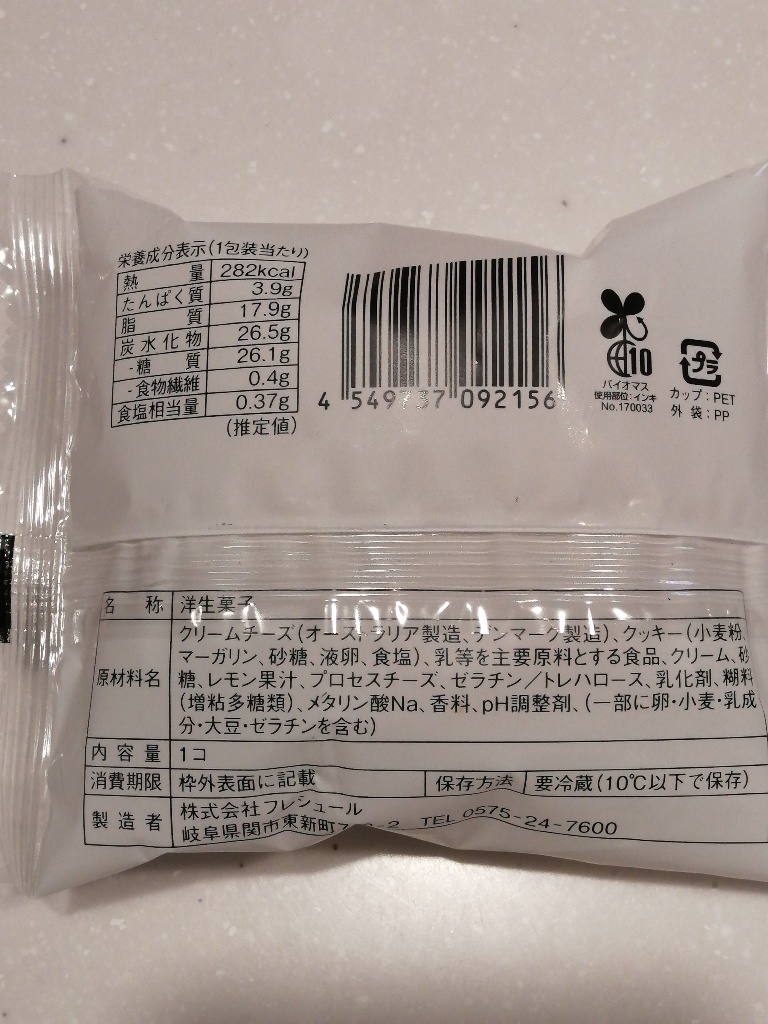 栄養成分表示(1包装当たり)
熱量 282kcal
たんぱく質 3.9g
脂質 17.9g
炭水化物 26.5g
-糖質 26.1g
-食物繊維 0.4g
食塩相当量 0.37g
(推定値)
4 549737 092156
10
バイオマス
使用部位:インキ
No.170033
プラ
カップ:PET
外袋:PP
名称 洋生菓子
原材料名 クリームチーズ(オーストラリア製造、デンマーク製造)、クッキー(小麦粉、
マーガリン、砂糖、液卵、食塩)、乳等を主要原料とする食品、クリーム、砂
糖、レモン果汁、プロセスチーズ、ゼラチン/トレハロース、乳化剤、糊料
(増粘多糖類)、メタリン酸Na、香料、pH調整剤、(一部に卵・小麦・乳成
分・大豆・ゼラチンを含む)
内容量 1コ
消費期限 枠外表面に記載 保存方法 要冷蔵(10℃以下で保存)
製造者 株式会社フレシュール
岐阜県関市東新町 TEL 0575-24-7600